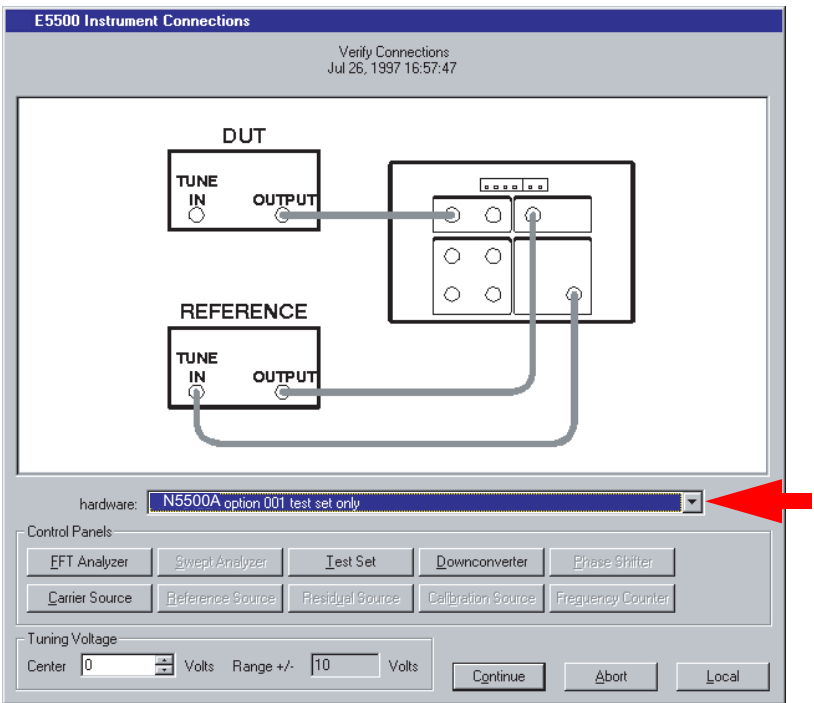 E5500 Instrument Connections
Verify Connections
Jul 26, 1997 16:57:47
DUT
TUNE
IN
OUTPUT
REFERENCE
TUNE
IN
OUTPUT
hardware: N5500A option 001 test set only
Control Panels
FFT Analyzer Swept Analyzer Test Set Downconverter Phase Shifter
Carrier Source Reference Source Residual Source Calibration Source Frequency Counter
Tuning Voltage
Center 0 Volts Range +/- 10 Volts
Continue Abort Local